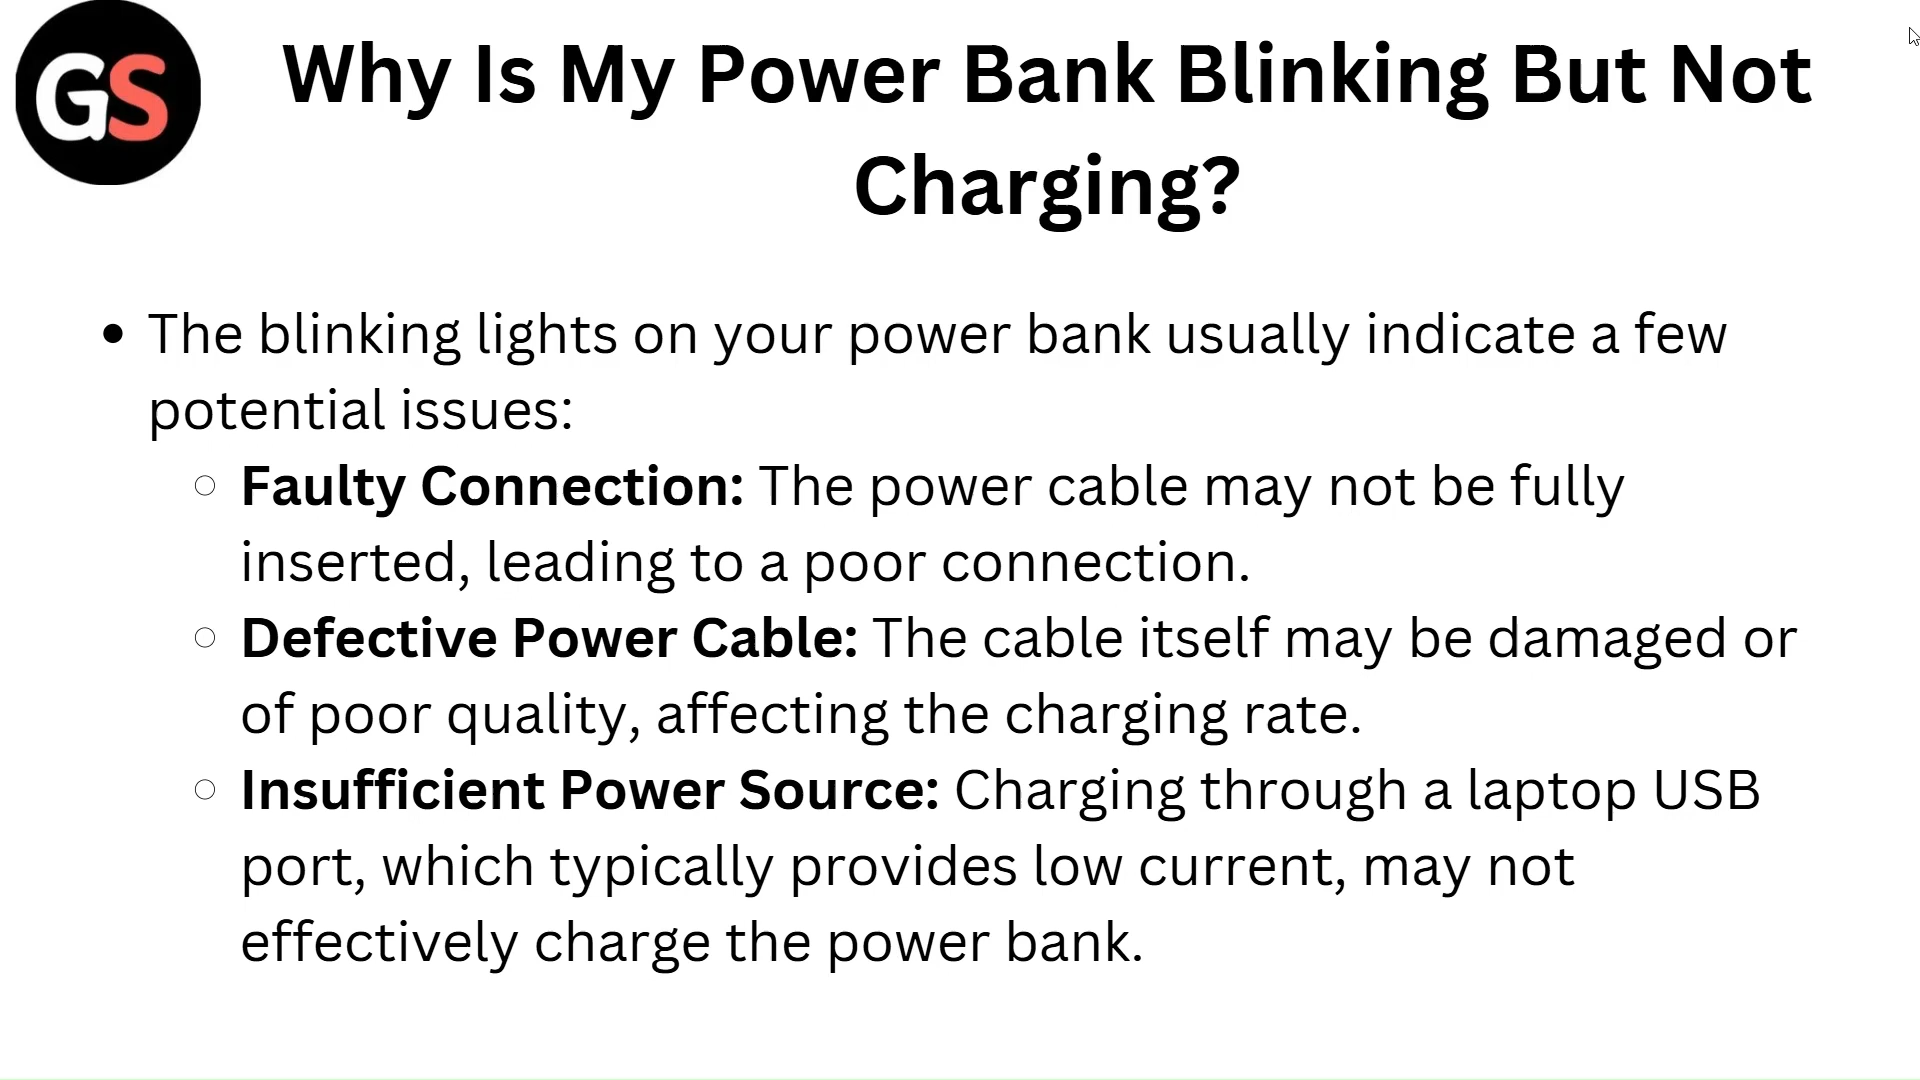 GS
Why Is My Power Bank Blinking But Not
Charging?
• The blinking lights on your power bank usually indicate a few
potential issues:
○ Faulty Connection: The power cable may not be fully
inserted, leading to a poor connection.
○ Defective Power Cable: The cable itself may be damaged or
of poor quality, affecting the charging rate.
○ Insufficient Power Source: Charging through a laptop USB
port, which typically provides low current, may not
effectively charge the power bank.